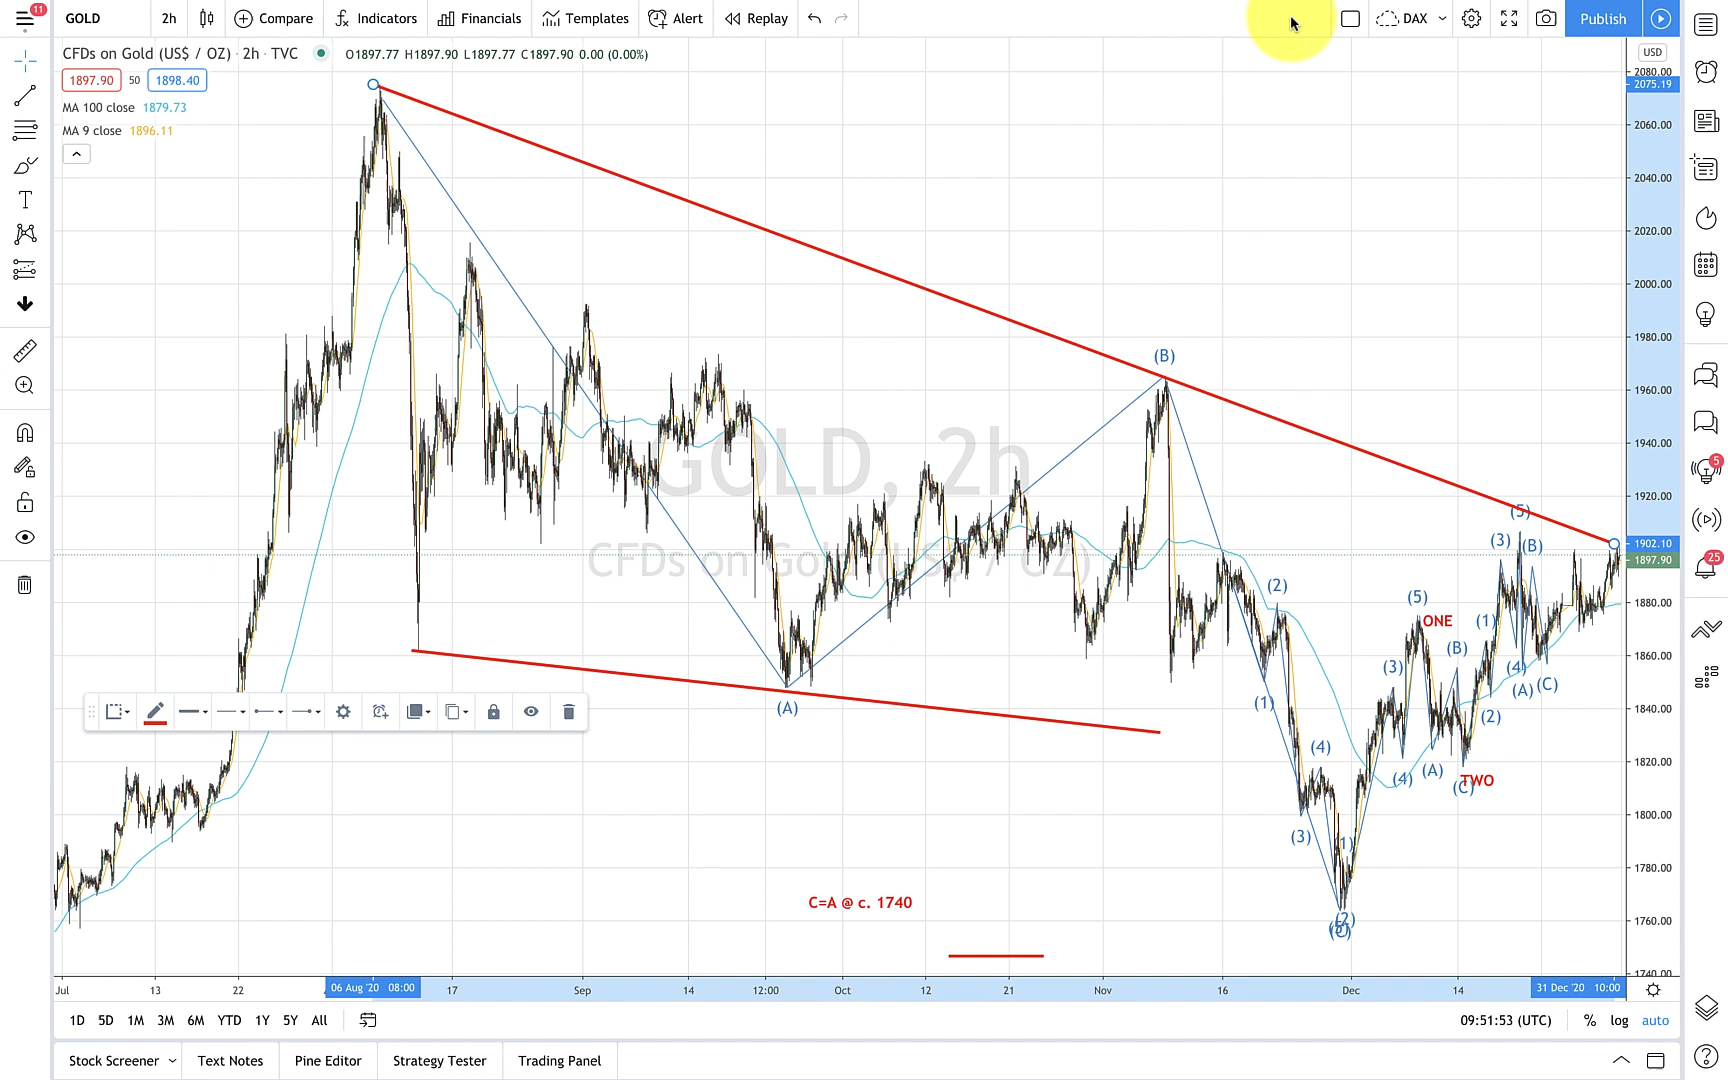 11
GOLD
2h
Compare
Indicators
Financials
Templates
Alert
Replay
DAX
Publish
CFDs on Gold (US$ / OZ) · 2h · TVC
O1897.77 H1897.90 L1897.77 C1897.90 0.00 (0.00%)
1897.90 50 1898.40
MA 100 close 1879.73
MA 9 close 1896.11
USD
2080.00
2075.19
2060.00
2040.00
2020.00
2000.00
1980.00
1960.00
1940.00
1920.00
1902.10
1897.90
1880.00
1860.00
1840.00
1820.00
1800.00
1780.00
1760.00
1740.00
GOLD, 2h
CFDs on Gold (US$ / OZ)
(A)
(B)
(1)
(2)
(3)
(4)
(5)
(C)
(1)
(2)
(3)
(4)
(5)
ONE
(A)
(B)
(C)
TWO
(1)
(2)
(3)
(4)
(5)
(A)
(B)
(C)
C=A @ c. 1740
5
25
Jul 13 22 06 Aug '20 08:00 17 Sep 14 12:00 Oct 12 21 Nov 16 Dec 14 31 Dec '20 10:00
1D 5D 1M 3M 6M YTD 1Y 5Y All
09:51:53 (UTC) % log auto
Stock Screener Text Notes Pine Editor Strategy Tester Trading Panel